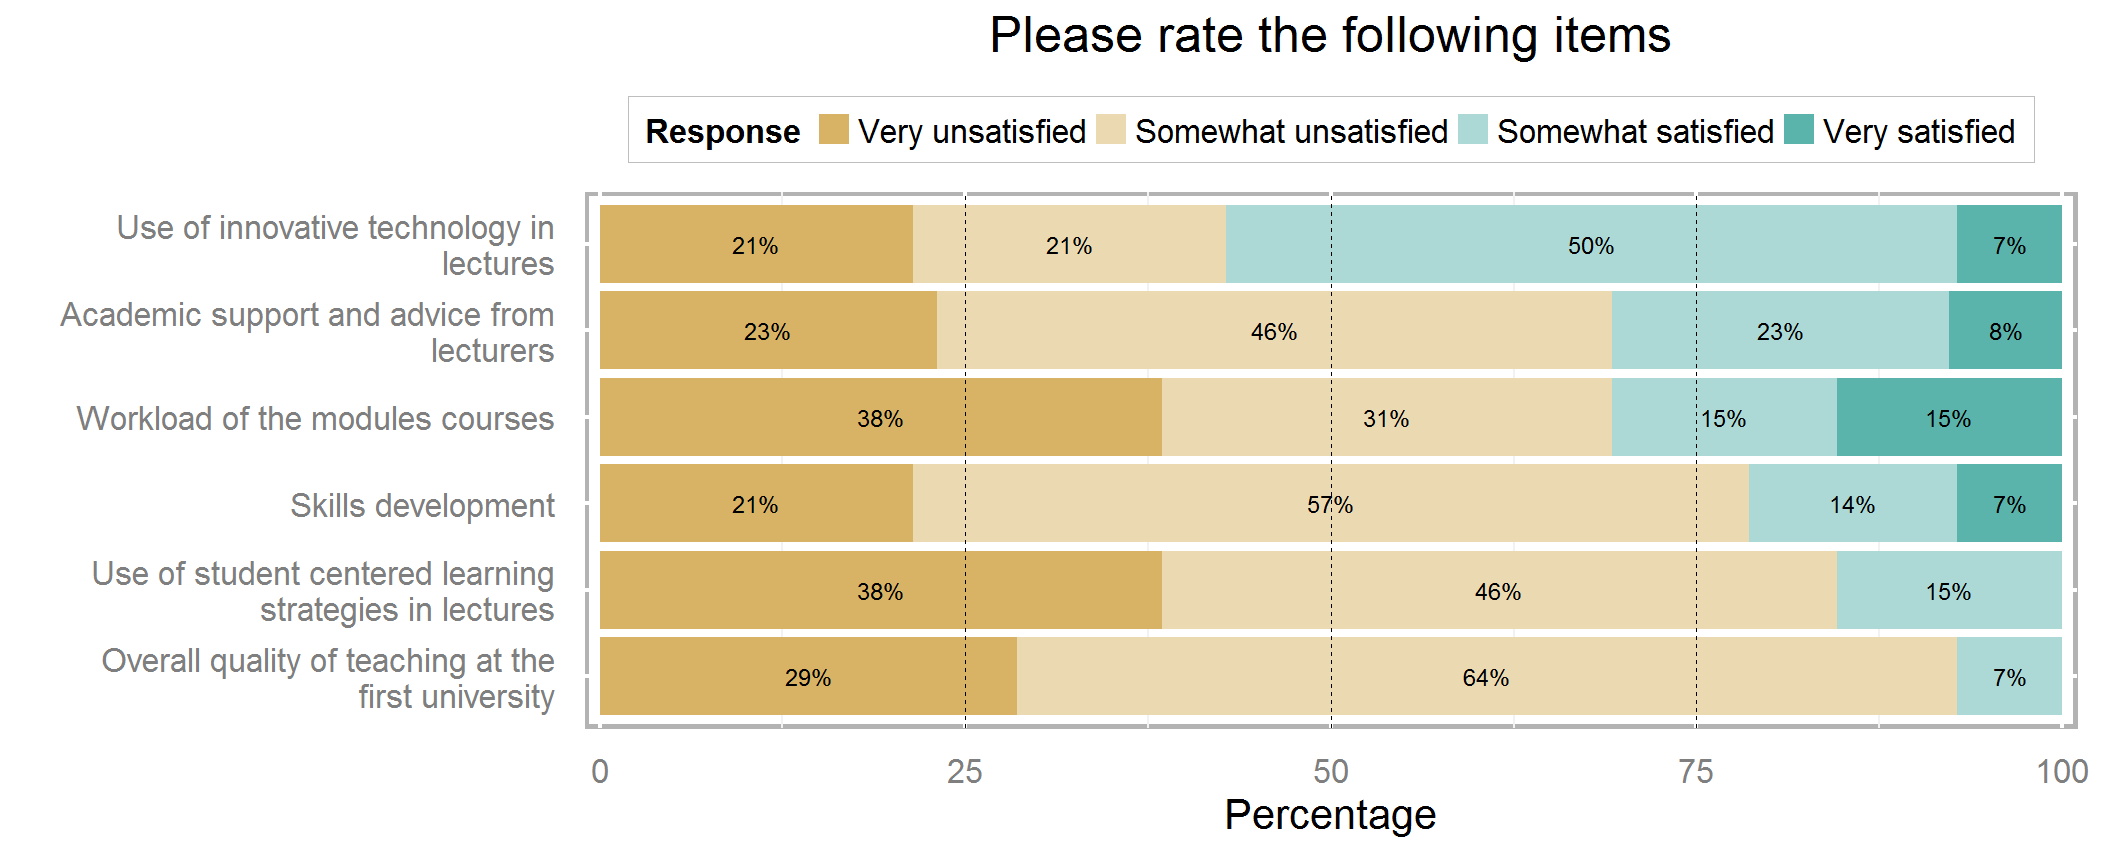 Please rate the following items
Response Very unsatisfied Somewhat unsatisfied Somewhat satisfied Very satisfied
Use of innovative technology in
lectures
21% 21% 50% 7%
Academic support and advice from
lecturers
23% 46% 23% 8%
Workload of the modules courses
38% 31% 15% 15%
Skills development
21% 57% 14% 7%
Use of student centered learning
strategies in lectures
38% 46% 15%
Overall quality of teaching at the
first university
29% 64% 7%
0 25 50 75 100
Percentage